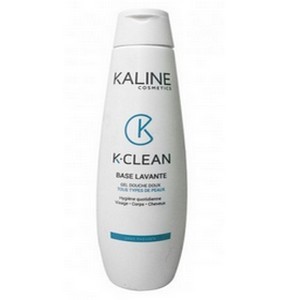 KALINE
COSMETICS
K
K-CLEAN
BASE LAVANTE
GEL DOUCHE DOUX
TOUS TYPES DE PEAUX
Hygiène quotidienne
Visage - Corps - Cheveux